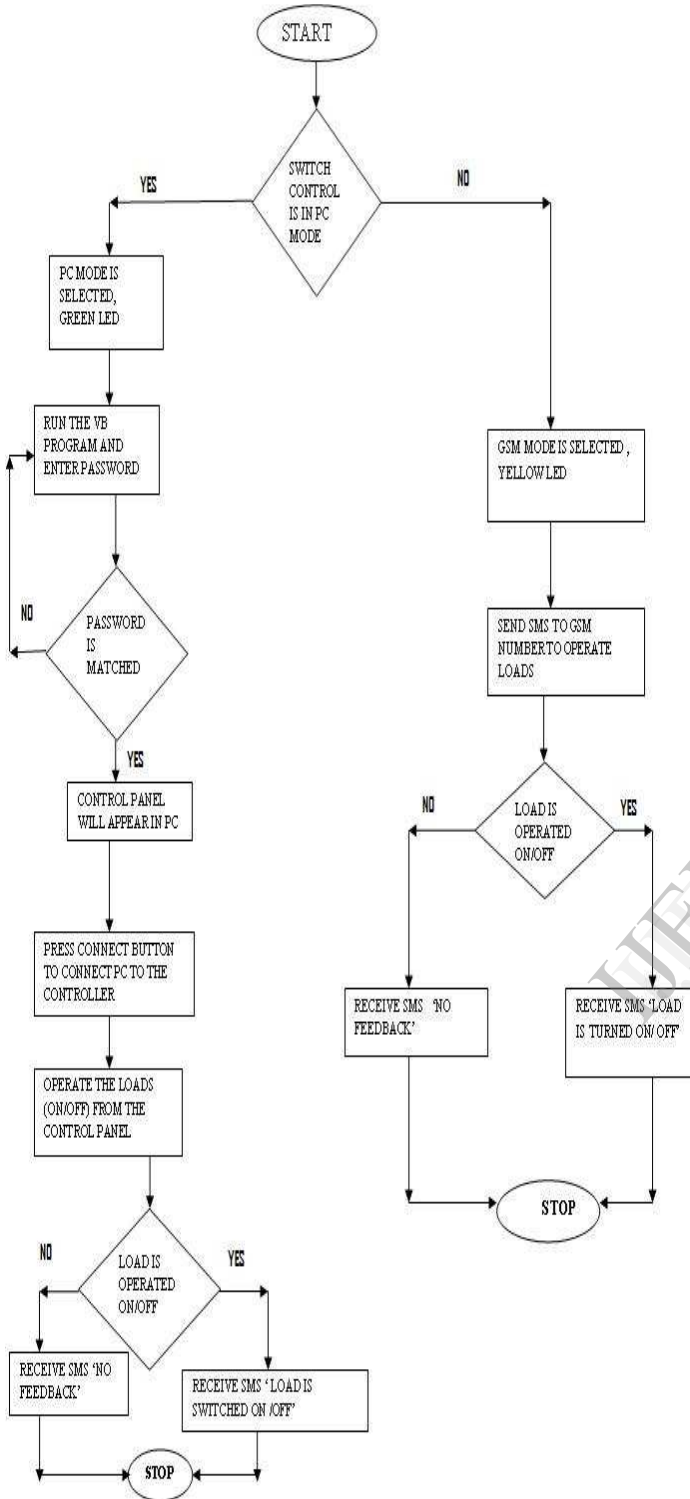 START
SWITCH
CONTROL
IS IN PC
MODE
YES
NO
PC MODE IS
SELECTED,
GREEN LED
RUN THE VB
PROGRAM AND
ENTER PASSWORD
NO
PASSWORD
IS
MATCHED
YES
CONTROL PANEL
WILL APPEAR IN PC
PRESS CONNECT BUTTON
TO CONNECT PC TO THE
CONTROLLER
OPERATE THE LOADS
(ON/OFF) FROM THE
CONTROL PANEL
NO
LOAD IS
OPERATED
ON/OFF
YES
RECEIVE SMS 'NO
FEEDBACK'
RECEIVE SMS ' LOAD IS
SWITCHED ON /OFF'
STOP
GSM MODE IS SELECTED ,
YELLOW LED
SEND SMS TO GSM
NUMBER TO OPERATE
LOADS
NO
LOAD IS
OPERATED
ON/OFF
YES
RECEIVE SMS 'NO
FEEDBACK'
RECEIVE SMS 'LOAD
IS TURNED ON/ OFF'
STOP